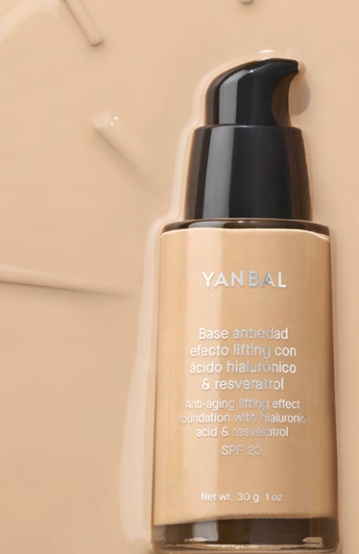 YANBAL
Base antiedad
efecto lifting con
ácido hialurónico
& resveratrol
Anti-aging lifting effect
foundation with hialuronic
acid & resveratrol
SPF 20
Net wt. 30 g 1 oz